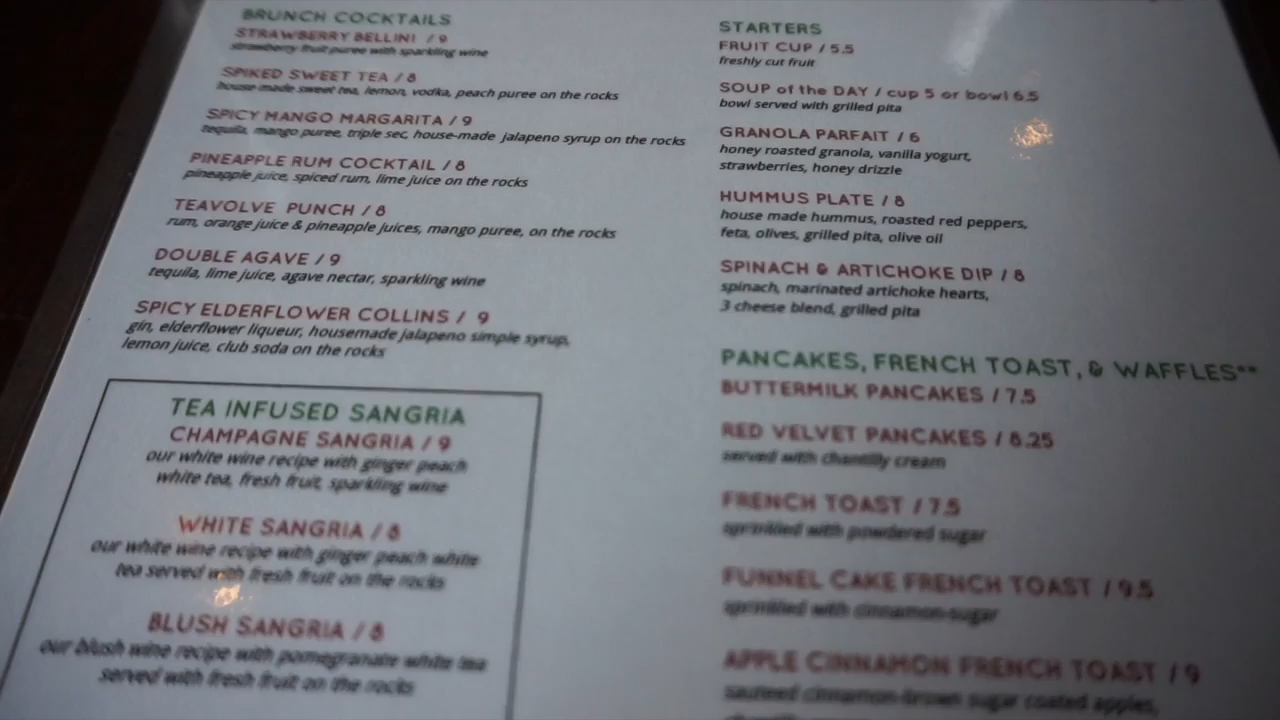 BRUNCH COCKTAILS
STRAWBERRY BELLINI / 9
strawberry fruit puree with sparkling wine
SPIKED SWEET TEA / 8
house made sweet tea, lemon, vodka, peach puree on the rocks
SPICY MANGO MARGARITA / 9
tequila, mango puree, triple sec, house-made jalapeno syrup on the rocks
PINEAPPLE RUM COCKTAIL / 8
pineapple juice, spiced rum, lime juice on the rocks
TEAVOLVE PUNCH / 8
rum, orange juice & pineapple juices, mango puree, on the rocks
DOUBLE AGAVE / 9
tequila, lime juice, agave nectar, sparkling wine
SPICY ELDERFLOWER COLLINS / 9
gin, elderflower liqueur, housemade jalapeno simple syrup,
lemon juice, club soda on the rocks
TEA INFUSED SANGRIA
CHAMPAGNE SANGRIA / 9
our white wine recipe with ginger peach
white tea, fresh fruit, sparkling wine
WHITE SANGRIA / 8
our white wine recipe with ginger peach white
tea served with fresh fruit on the rocks
BLUSH SANGRIA / 8
our blush wine recipe with pomegranate white tea
served with fresh fruit on the rocks
STARTERS
FRUIT CUP / 5.5
freshly cut fruit
SOUP of the DAY / cup 5 or bowl 6.5
bowl served with grilled pita
GRANOLA PARFAIT / 6
honey roasted granola, vanilla yogurt,
strawberries, honey drizzle
HUMMUS PLATE / 8
house made hummus, roasted red peppers,
feta, olives, grilled pita, olive oil
SPINACH & ARTICHOKE DIP / 8
spinach, marinated artichoke hearts,
3 cheese blend, grilled pita
PANCAKES, FRENCH TOAST, & WAFFLES**
BUTTERMILK PANCAKES / 7.5
RED VELVET PANCAKES / 8.25
served with chantilly cream
FRENCH TOAST / 7.5
sprinkled with powdered sugar
FUNNEL CAKE FRENCH TOAST / 9.5
sprinkled with cinnamon-sugar
APPLE CINNAMON FRENCH TOAST / 9
sauteed cinnamon-brown sugar coated apples,